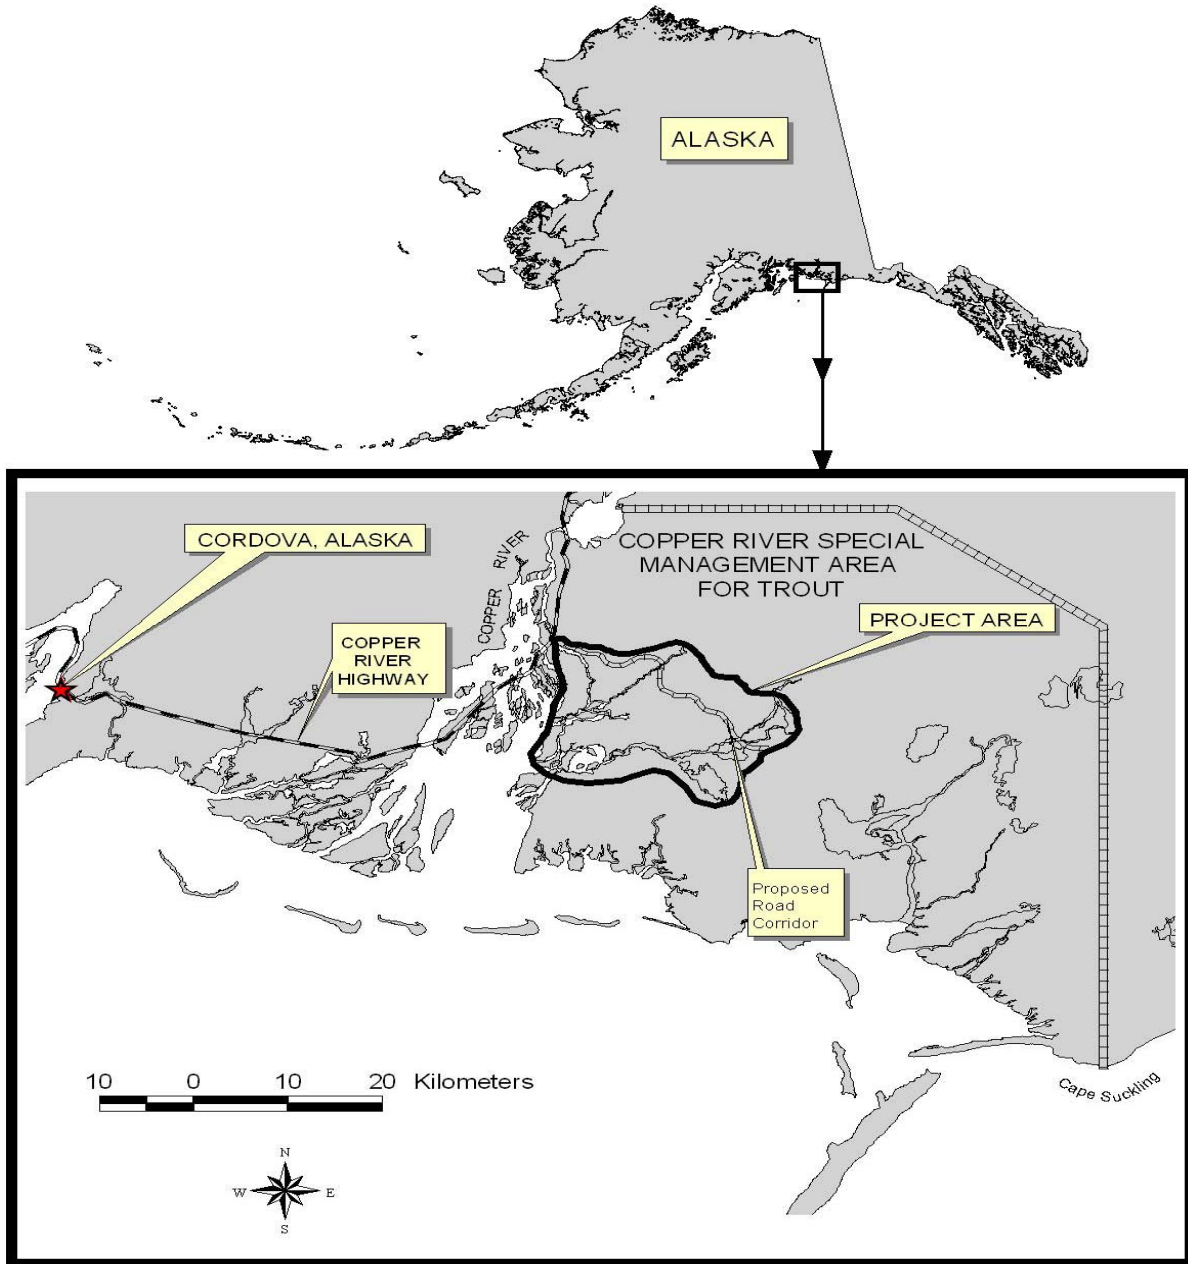 ALASKA
CORDOVA, ALASKA
COPPER RIVER
COPPER RIVER SPECIAL
MANAGEMENT AREA
FOR TROUT
PROJECT AREA
COPPER
RIVER
HIGHWAY
Proposed
Road
Corridor
10 0 10 20 Kilometers
Cape Suckling
N
W E
S